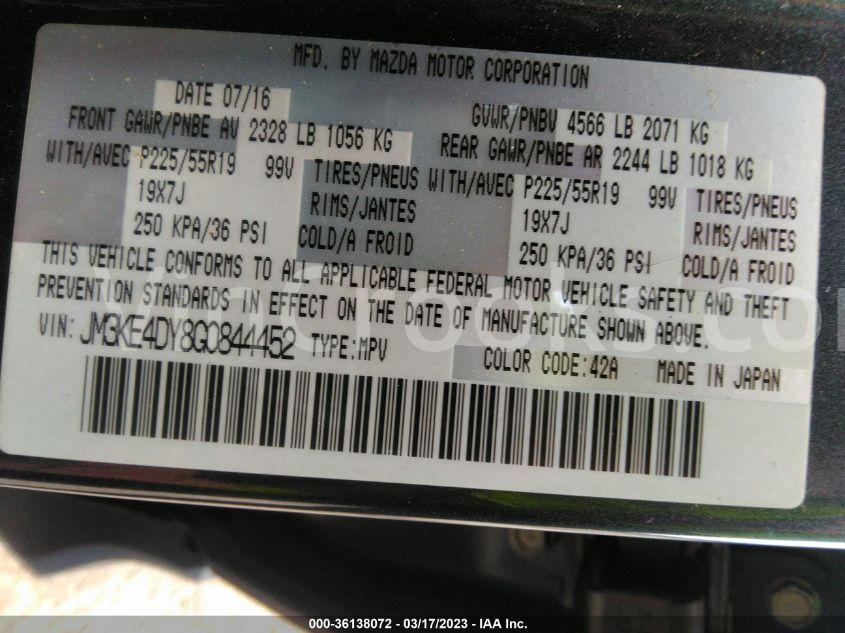 MFD. BY MAZDA MOTOR CORPORATION
DATE 07/16 GVWR/PNBV 4566 LB 2071 KG
FRONT GAWR/PNBE AV 2328 LB 1056 KG REAR GAWR/PNBE AR 2244 LB 1018 KG
WITH/AVEC P225/55R19 99V TIRES/PNEUS WITH/AVEC P225/55R19 99V TIRES/PNEUS
19X7J RIMS/JANTES 19X7J RIMS/JANTES
250 KPA/36 PSI COLD/A FROID 250 KPA/36 PSI COLD/A FROID
THIS VEHICLE CONFORMS TO ALL APPLICABLE FEDERAL MOTOR VEHICLE SAFETY AND THEFT
PREVENTION STANDARDS IN EFFECT ON THE DATE OF MANUFACTURE SHOWN ABOVE.
VIN: JM3KE4DY8G0844452 TYPE:MPV COLOR CODE:42A MADE IN JAPAN
000-36138072 - 03/17/2023 - IAA Inc.